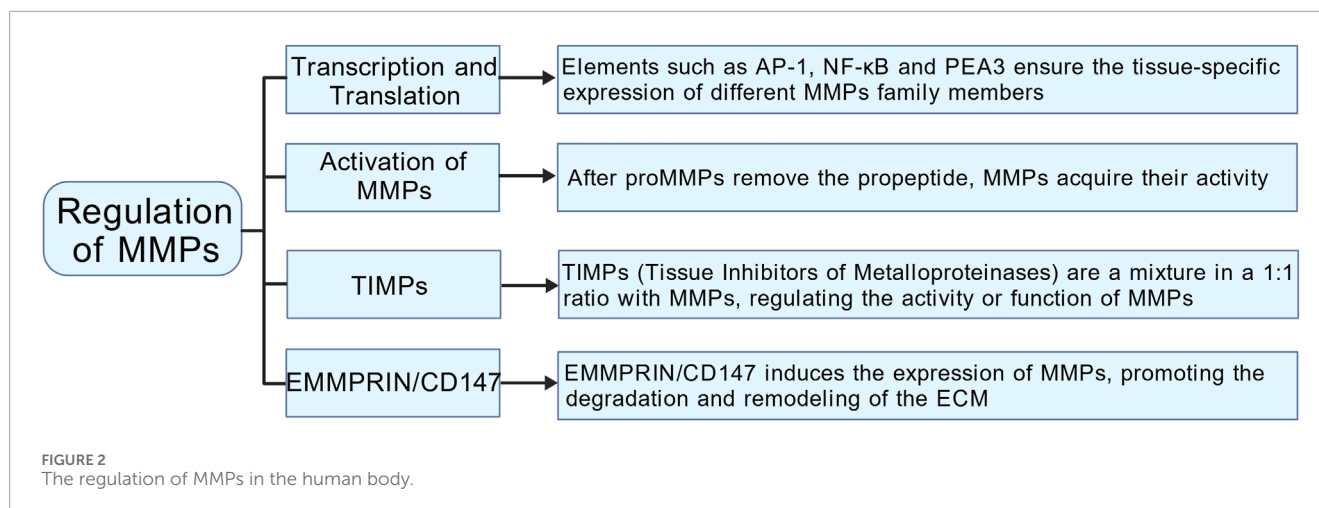 Regulation
of MMPs
Transcription and
Translation
Elements such as AP-1, NF-κB and PEA3 ensure the tissue-specific
expression of different MMPs family members
Activation of
MMPs
After proMMPs remove the propeptide, MMPs acquire their activity
TIMPs
TIMPs (Tissue Inhibitors of Metalloproteinases) are a mixture in a 1:1
ratio with MMPs, regulating the activity or function of MMPs
EMMPRIN/CD147
EMMPRIN/CD147 induces the expression of MMPs, promoting the
degradation and remodeling of the ECM
FIGURE 2
The regulation of MMPs in the human body.